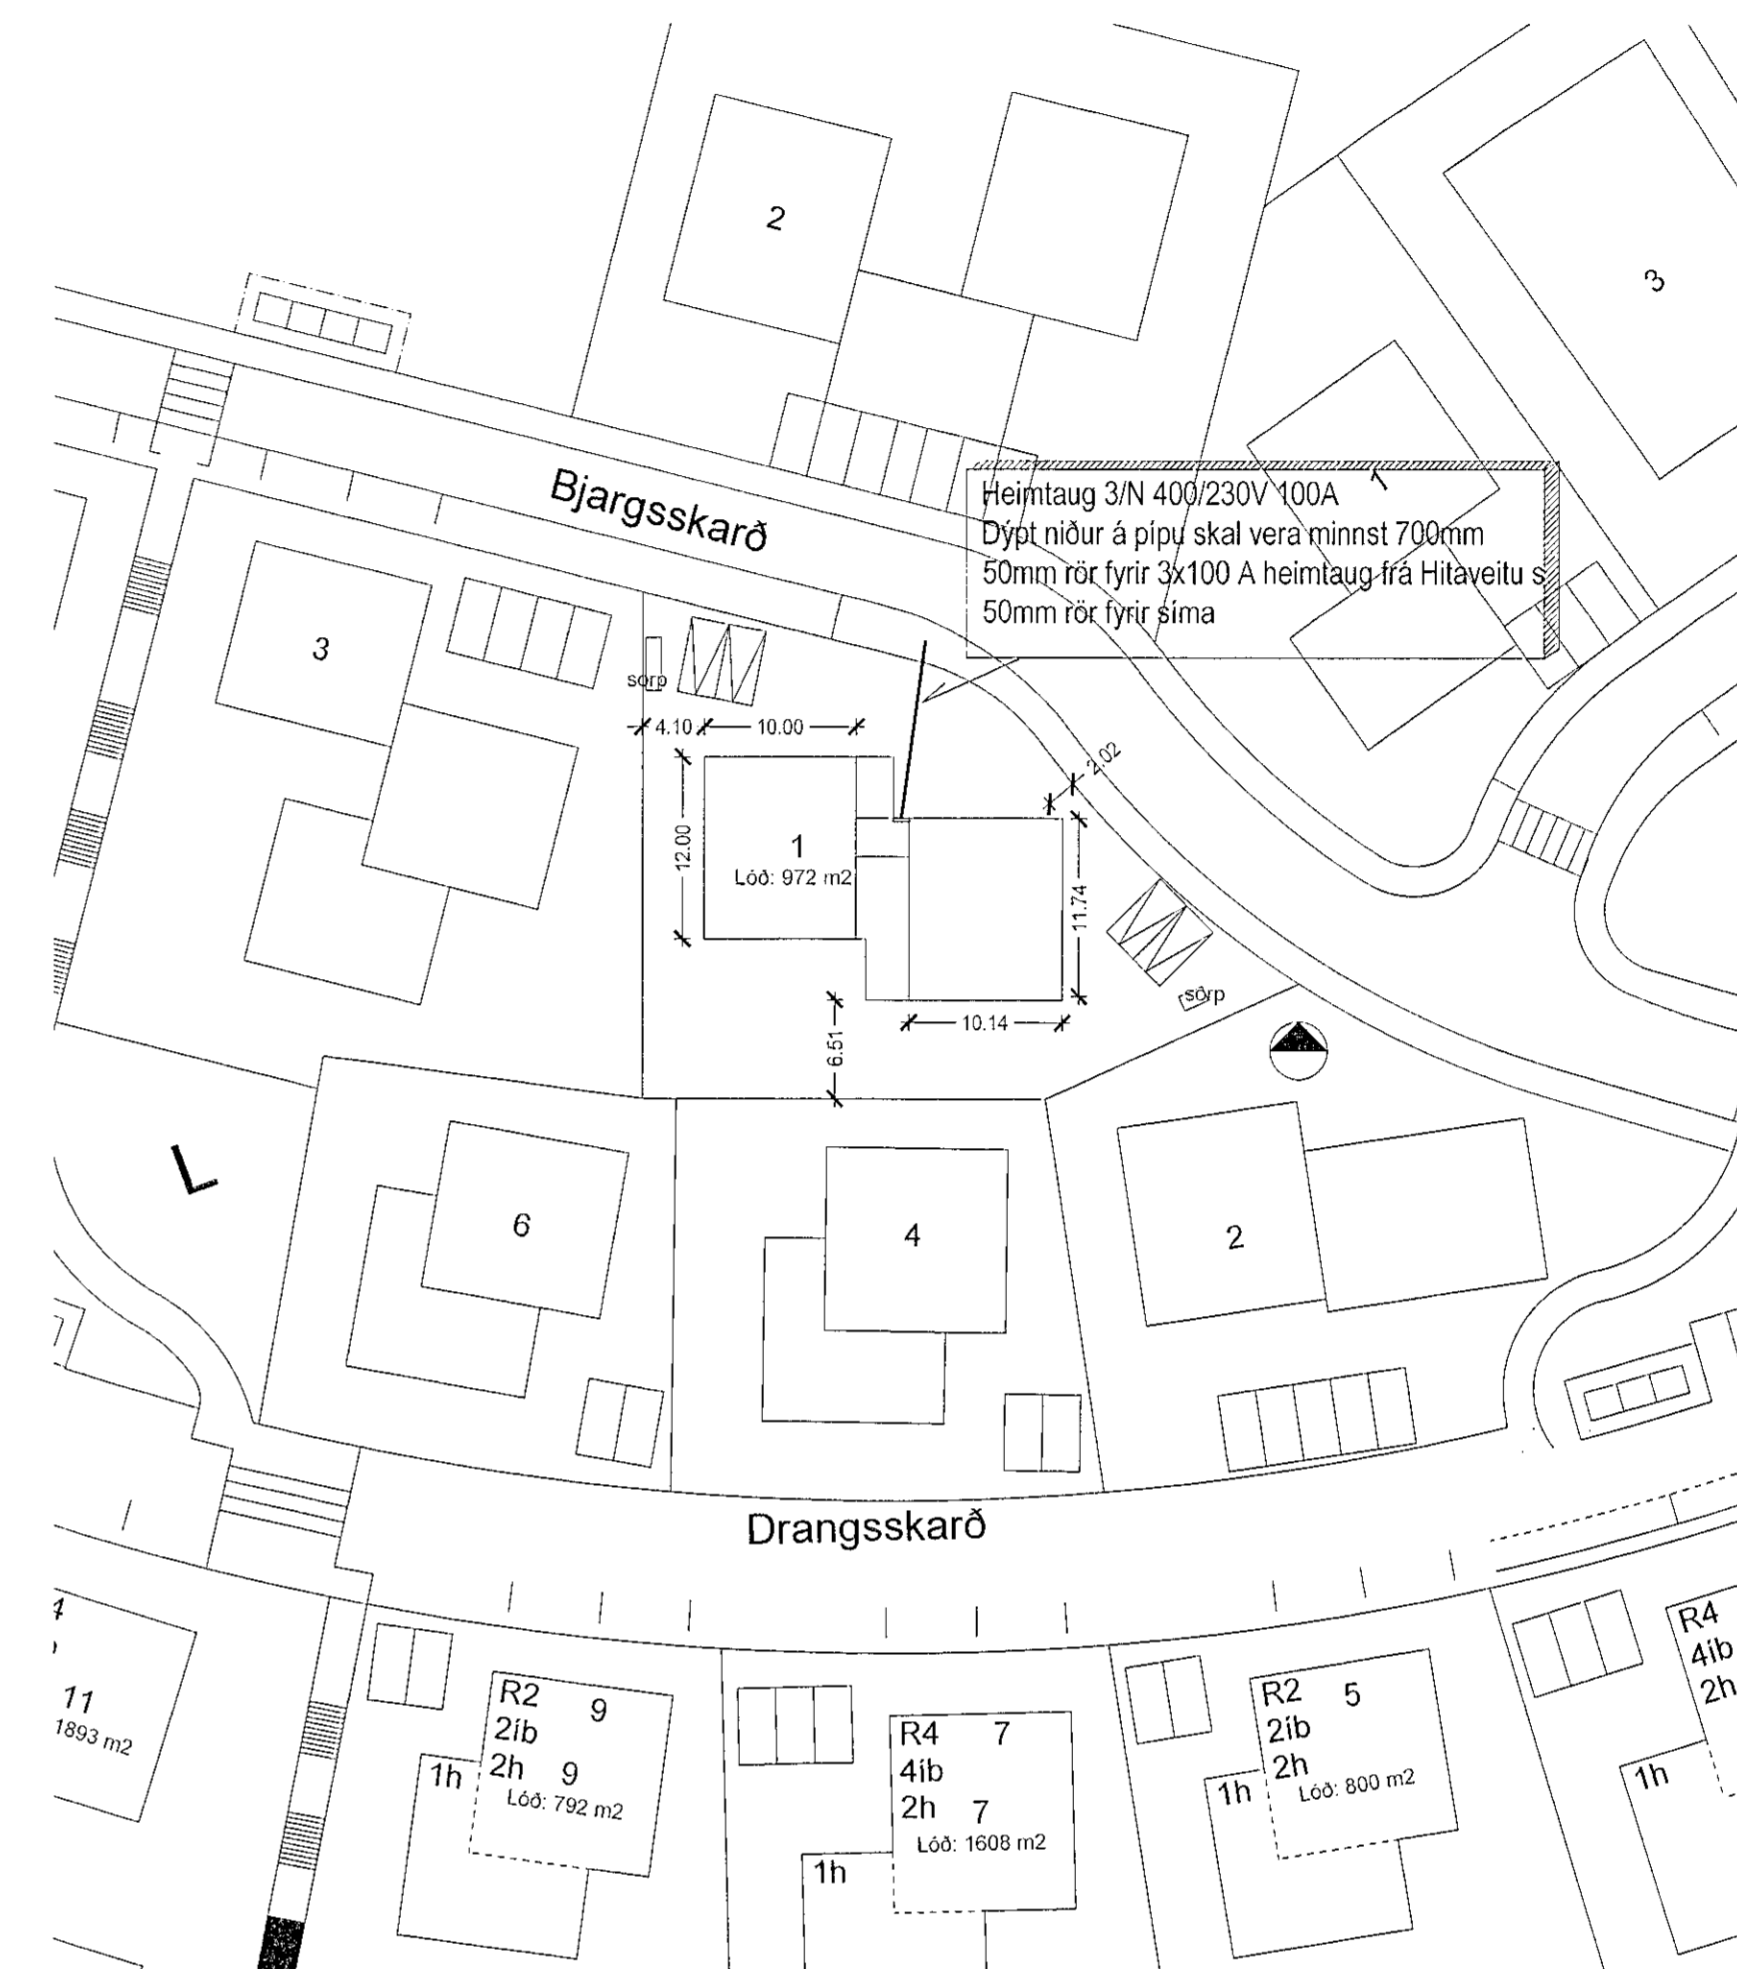 2
3
Bjargsskarð
1
Heimtaug 3/N 400/230V 100A
Dýpt niður á pípu skal vera minnst 700mm
50mm rör fyrir 3x100 A heimtaug frá Hitaveitu s
50mm rör fyrir síma
3
sorp
4.10
10.00
2.02
12.00
1
Lóð: 972 m2
11.74
sorp
10.14
6.51
L
6
4
2
Drangsskarð
4
11
1893 m2
R2 9
2íb
2h 9
1h
Lóð: 792 m2
R4 7
4íb
2h 7
Lóð: 1608 m2
1h
R2 5
2íb
2h
1h
Lóð: 800 m2
R4
4íb
2h
1h